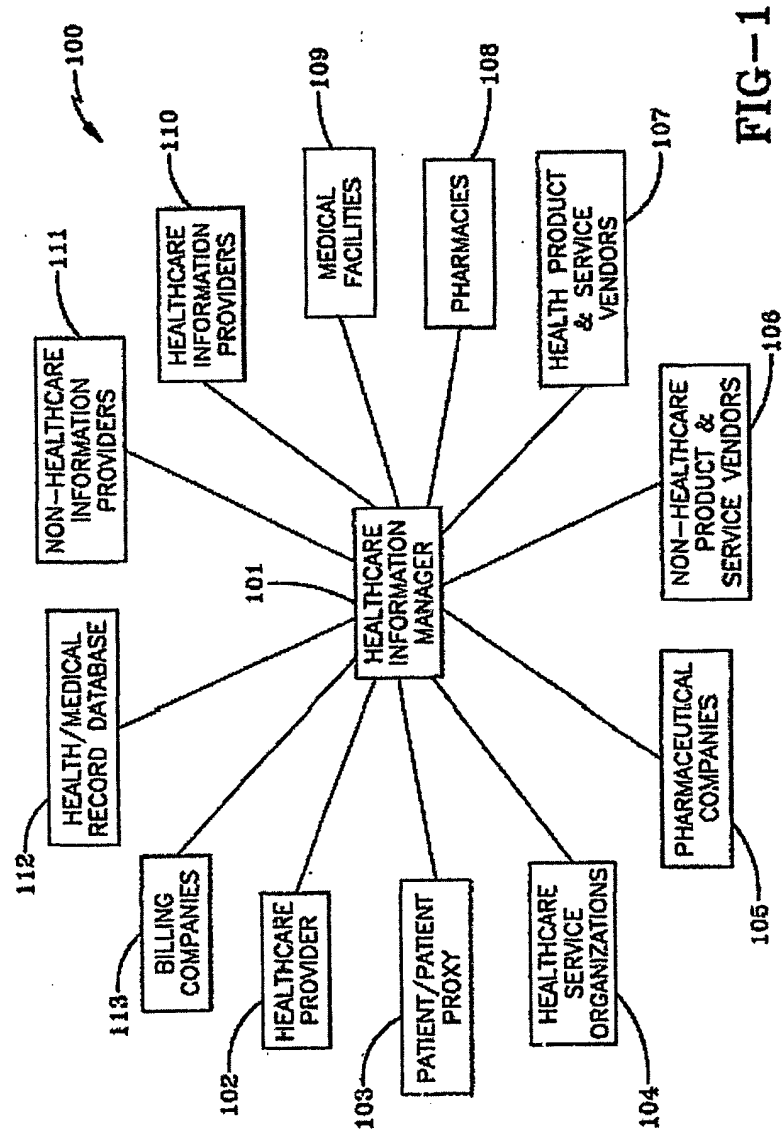 100
111
NON-HEALTHCARE
INFORMATION
PROVIDERS
110
HEALTHCARE
INFORMATION
PROVIDERS
109
MEDICAL
FACILITIES
108
PHARMACIES
107
HEALTH PRODUCT
& SERVICE
VENDORS
106
NON-HEALTHCARE
PRODUCT &
SERVICE VENDORS
105
PHARMACEUTICAL
COMPANIES
104
HEALTHCARE
SERVICE
ORGANIZATIONS
103
PATIENT/PATIENT
PROXY
102
HEALTHCARE
PROVIDER
113
BILLING
COMPANIES
112
HEALTH/MEDICAL
RECORD DATABASE
101
HEALTHCARE
INFORMATION
MANAGER
FIG-1